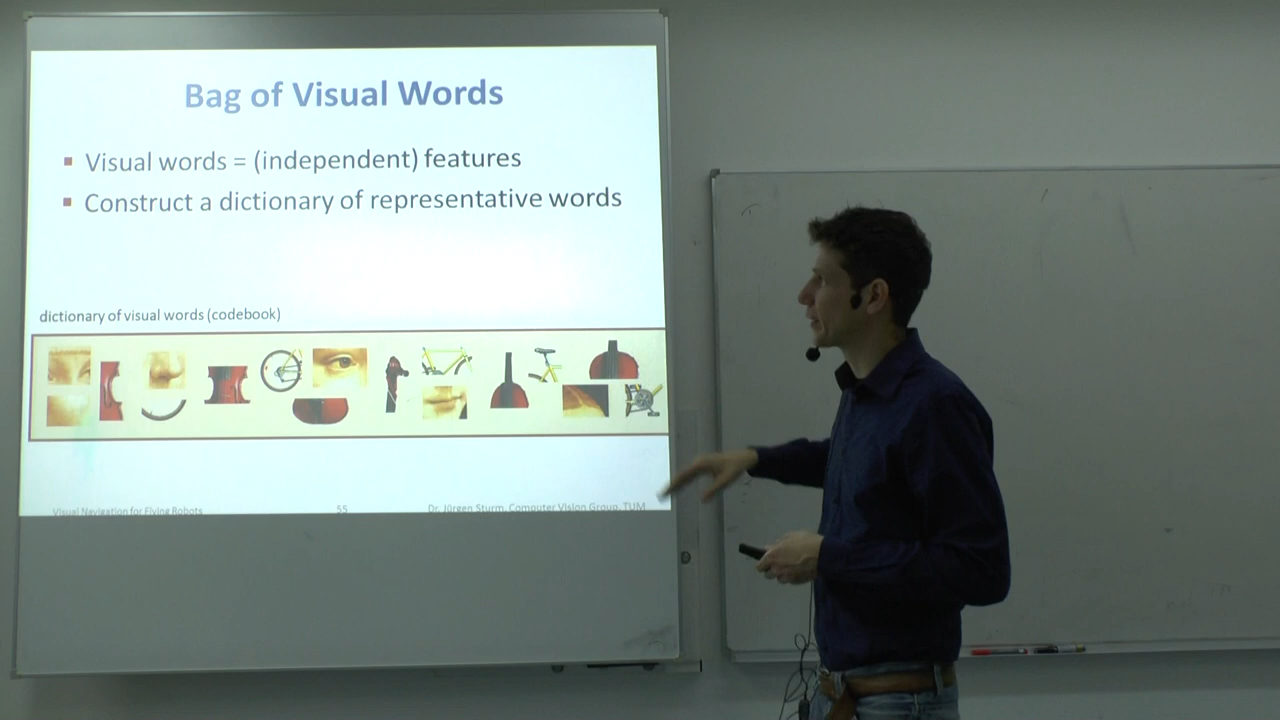 Bag of Visual Words
Visual words = (independent) features
Construct a dictionary of representative words
dictionary of visual words (codebook)
Visual Navigation for Flying Robots
55
Dr. Jürgen Sturm, Computer Vision Group, TUM